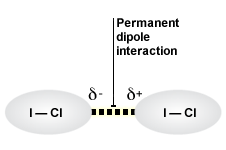 Permanent
dipole
interaction
δ- δ+
I — Cl I — Cl